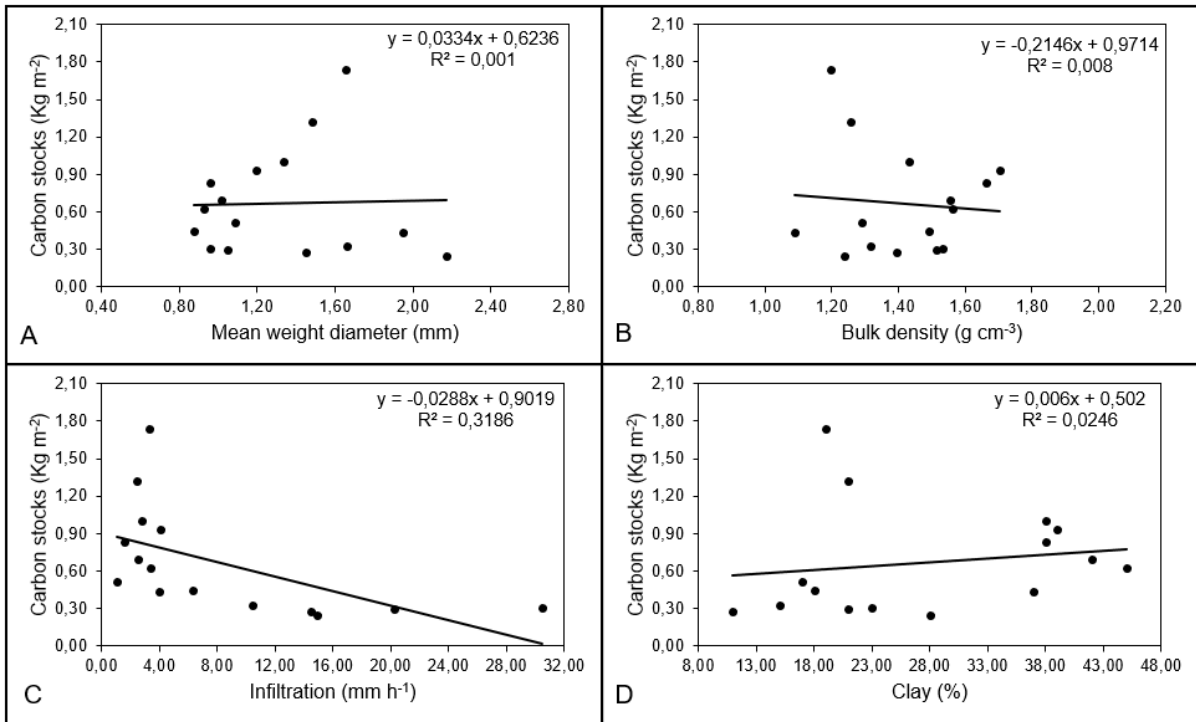 2,10
1,80
1,50
1,20
0,90
0,60
0,30
0,00
Carbon stocks (Kg m-2)
y = 0,0334x + 0,6236
R² = 0,001
0,40 0,80 1,20 1,60 2,00 2,40 2,80
A
Mean weight diameter (mm)
2,10
1,80
1,50
1,20
0,90
0,60
0,30
0,00
Carbon stocks (Kg m-2)
y = -0,2146x + 0,9714
R² = 0,008
0,80 1,00 1,20 1,40 1,60 1,80 2,00 2,20
B
Bulk density (g cm-3)
2,10
1,80
1,50
1,20
0,90
0,60
0,30
0,00
Carbon stocks (Kg m-2)
y = -0,0288x + 0,9019
R² = 0,3186
0,00 4,00 8,00 12,00 16,00 20,00 24,00 28,00 32,00
C
Infiltration (mm h-1)
2,10
1,80
1,50
1,20
0,90
0,60
0,30
0,00
Carbon stocks (Kg m-2)
y = 0,006x + 0,502
R² = 0,0246
8,00 13,00 18,00 23,00 28,00 33,00 38,00 43,00 48,00
D
Clay (%)